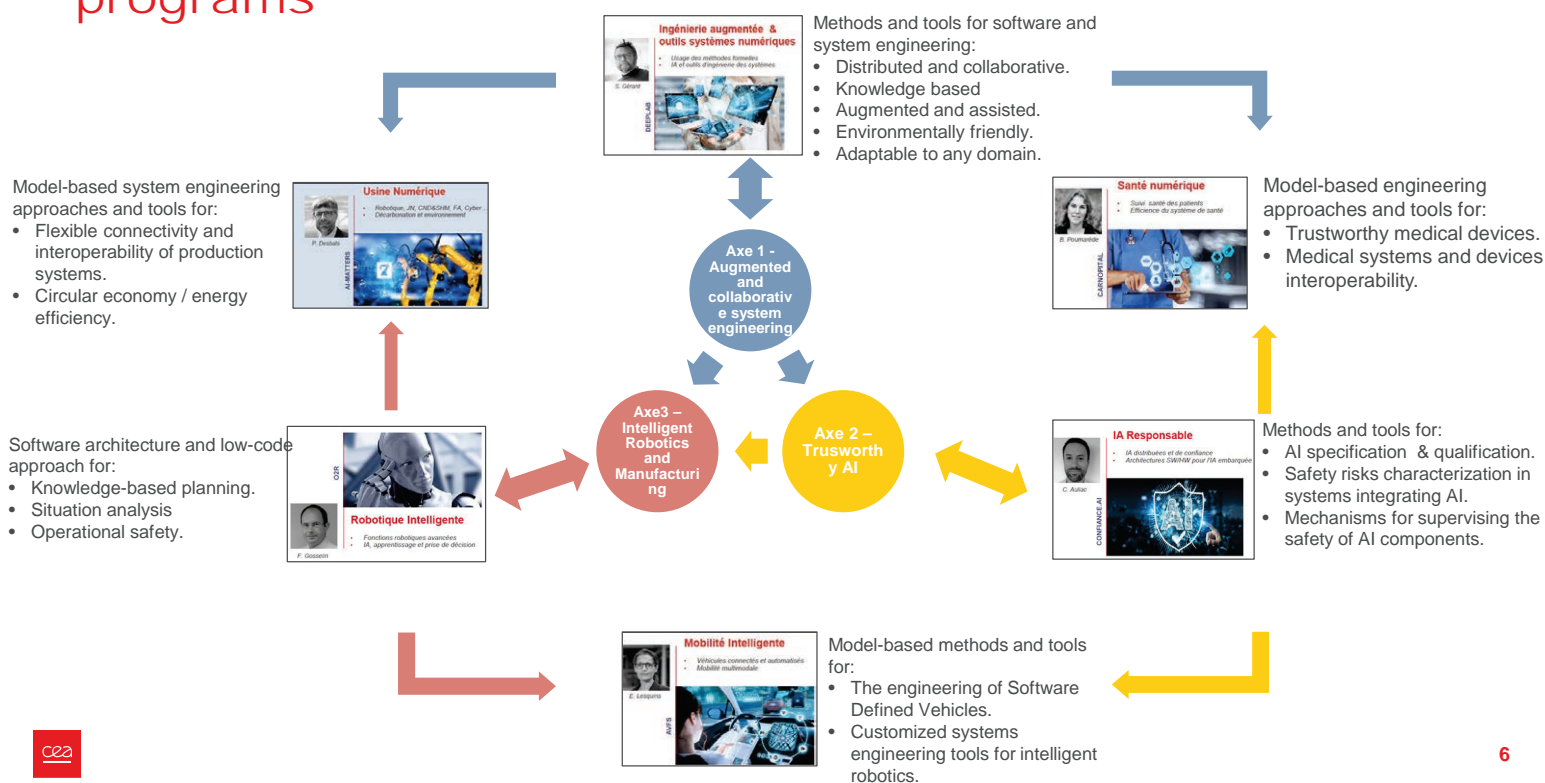 programs
Ingénierie augmentée &
outils systèmes numériques
• Usage des méthodes formelles
• IA et outils d'ingénierie des systèmes
S. Gérard
DEEPLAB
Methods and tools for software and
system engineering:
• Distributed and collaborative.
• Knowledge based
• Augmented and assisted.
• Environmentally friendly.
• Adaptable to any domain.
Model-based system engineering
approaches and tools for:
• Flexible connectivity and
interoperability of production
systems.
• Circular economy / energy
efficiency.
Usine Numérique
• Robotique, JN, CND&SHM, FA, Cyber ...
• Décarbonation et environnement
P. Desbats
AI-MATTERS
Axe 1 -
Augmented
and
collaborativ
e system
engineering
Santé numérique
• Suivi santé des patients
• Efficience du système de santé
B. Poumarède
CARNOPITAL
Model-based engineering
approaches and tools for:
• Trustworthy medical devices.
• Medical systems and devices
interoperability.
Software architecture and low-code
approach for:
• Knowledge-based planning.
• Situation analysis
• Operational safety.
O2R
Robotique Intelligente
• Fonctions robotiques avancées
• IA, apprentissage et prise de décision
F. Gosselin
Axe3 –
Intelligent
Robotics
and
Manufacturi
ng
Axe 2 –
Trusworth
y AI
IA Responsable
• IA distribuées et de confiance
• Architectures SW/HW pour l'IA embarquée
C. Auliac
CONFIANCE.AI
AI
Methods and tools for:
• AI specification & qualification.
• Safety risks characterization in
systems integrating AI.
• Mechanisms for supervising the
safety of AI components.
Mobilité Intelligente
• Véhicules connectés et automatisés
• Mobilité multimodale
E.
AVFS
Model-based methods and tools
for:
• The engineering of Software
Defined Vehicles.
• Customized systems
engineering tools for intelligent
robotics.
cea
6